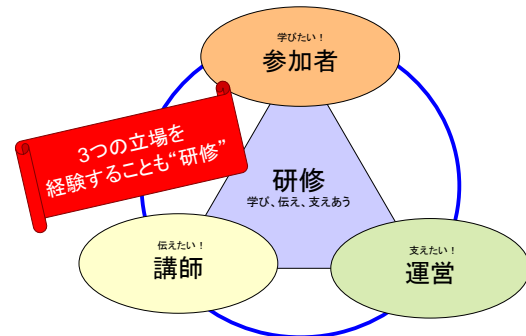 学びたい！
参加者
3つの立場を
経験することも“研修”
研修
学び、伝え、支えあう
伝えたい！
講師
支えたい！
運営